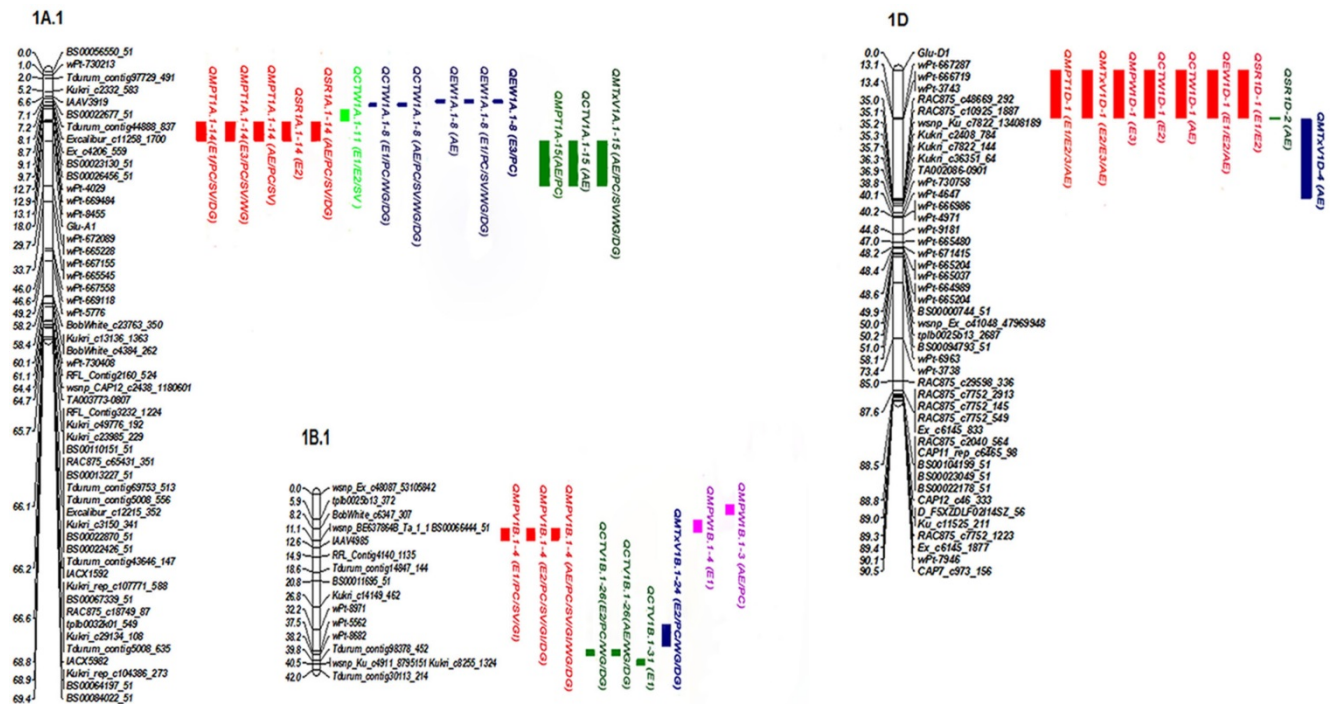 1A.1
0.0
1.0
2.0
5.2
6.6
7.1
7.2
8.1
8.7
9.1
9.7
12.7
12.9
13.1
18.0
29.7
33.7
46.0
46.6
49.2
58.2
58.4
60.1
61.1
64.4
64.7
65.7
66.1
66.2
66.6
68.8
68.9
69.4
BS00056550_51
wPt-730213
Tdurum_contig97729_491
Kukri_c2332_583
IAAV3919
BS00022677_51
Tdurum_contig44888_837
Excalibur_c11258_1700
Ex_c4206_559
BS00023130_51
BS00026456_51
wPt-4029
wPt-669484
wPt-8455
Glu-A1
wPt-672089
wPt-665228
wPt-667155
wPt-665545
wPt-667558
wPt-669118
wPt-5776
BobWhite_c23763_350
Kukri_c13136_1363
BobWhite_c4384_262
wPt-730408
RFL_Contig2160_524
wsnp_CAP12_c2438_1180601
TA003773-0807
RFL_Contig3232_1224
Kukri_c49776_192
Kukri_c23985_229
BS00110151_51
RAC875_c65431_351
BS00013227_51
Tdurum_contig69753_513
Tdurum_contig5008_556
Excalibur_c12215_352
Kukri_c3150_341
BS00022870_51
BS00022426_51
Tdurum_contig43646_147
IACX1592
Kukri_rep_c107771_588
BS00067339_51
RAC875_c18749_87
tplb0032k01_549
Kukri_c29134_108
Tdurum_contig5008_635
IACX5982
Kukri_rep_c104386_273
BS00064197_51
BS00084022_51
QMPT1A.1-14(E1/PC/SV/DG)
QMPT1A.1-14(E3/PC/SV/WG)
QMPT1A.1-14 (AE/PC/SV)
QSR1A.1-14 (E2)
QSR1A.1-14 (AE/PC/SV/DG)
QCTW1A.1-11 (E1/E2/SV)
QCTW1A.1-8 (E1/PC/WG/DG)
QCTW1A.1-8 (AE/PC/SV/WG/DG)
QEW1A.1-8 (AE)
QEW1A.1-8 (E1/PC/SV/WG/DG)
QEW1A.1-8 (E3/PC)
QMPT1A-15(AE/PC)
QCTV1A.1-15 (AE)
QMTxV1A.1-15 (AE/PC/SV/WG/DG)
1B.1
0.0
5.9
8.2
11.1
12.6
14.9
18.6
20.8
26.8
32.2
37.5
38.2
39.8
40.5
42.0
wsnp_Ex_c48087_53105842
tplb0025b13_372
BobWhite_c6347_307
wsnp_BE637864B_Ta_1_1 BS00066444_51
IAAV4985
RFL_Contig4140_1135
Tdurum_contig14847_144
BS00011695_51
Kukri_c14149_462
wPt-8971
wPt-5562
wPt-8682
Tdurum_contig98378_452
wsnp_Ku_c4911_8795151 Kukri_c8255_1324
Tdurum_contig30113_214
QMPV1B.1-4 (E1/PC/SV/GI)
QMPV1B.1-4 (E2/PC/SV/GI/DG)
QMPV1B.1-4 (AE/PC/SV/GI/WG/DG)
QCTV1B.1-26(E2/PC/WG/DG)
QCTV1B.1-26(AE/WG/DG)
QCTV1B.1-31 (E1)
QMTxV1B.1-24 (E2/PC/WG/DG)
QMPW1B.1-4 (E1)
QMPW1B.1-3 (AE/PC)
1D
0.0
13.1
13.4
35.0
35.1
35.2
35.3
35.7
36.3
36.9
38.8
40.1
40.2
44.8
47.0
48.2
48.4
48.6
49.9
50.0
50.2
51.0
58.1
73.4
85.0
87.6
88.5
88.8
89.0
89.3
89.4
90.1
90.5
Glu-D1
wPt-667287
wPt-666719
wPt-3743
RAC875_c48669_292
RAC875_c10925_1887
wsnp_Ku_c7822_13408189
Kukri_c2408_784
Kukri_c7822_144
Kukri_c36351_64
TA002086-0901
wPt-730758
wPt-4647
wPt-666986
wPt-4971
wPt-9181
wPt-665480
wPt-671415
wPt-665204
wPt-665037
wPt-664989
wPt-665204
BS00000744_51
wsnp_Ex_c41048_47969948
tplb0025b13_2687
BS00094793_51
wPt-6963
wPt-3738
RAC875_c29598_336
RAC875_c7752_2913
RAC875_c7752_145
RAC875_c7752_549
Ex_c6145_833
RAC875_c2040_564
CAP11_rep_c6465_98
BS00104199_51
BS00023049_51
BS00022178_51
CAP12_c46_333
D_F5XZDLF02I14SZ_56
Ku_c11525_211
RAC875_c7752_1223
Ex_c6145_1877
wPt-7946
CAP7_c973_156
QMPT1D-1 (E1/E2/E3/AE)
QMTxV1D-1 (E2/E3/AE)
QMPW1D-1 (E3)
QCTW1D-1 (E2)
QCTW1D-1 (AE)
QEW1D-1 (E1/E2/AE)
QSR1D-1 (E1/E2)
QSR1D-2 (AE)
QMTxV1D-4 (AE)